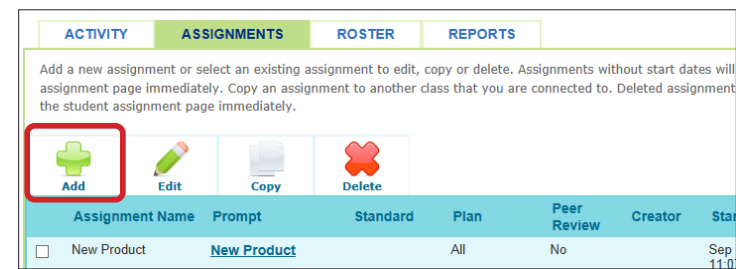 ACTIVITY ASSIGNMENTS ROSTER REPORTS
Add a new assignment or select an existing assignment to edit, copy or delete. Assignments without start dates will
assignment page immediately. Copy an assignment to another class that you are connected to. Deleted assignment
the student assignment page immediately.
Add Edit Copy Delete
Assignment Name Prompt Standard Plan Peer Review Creator Star
New Product New Product All No Sep
11:0